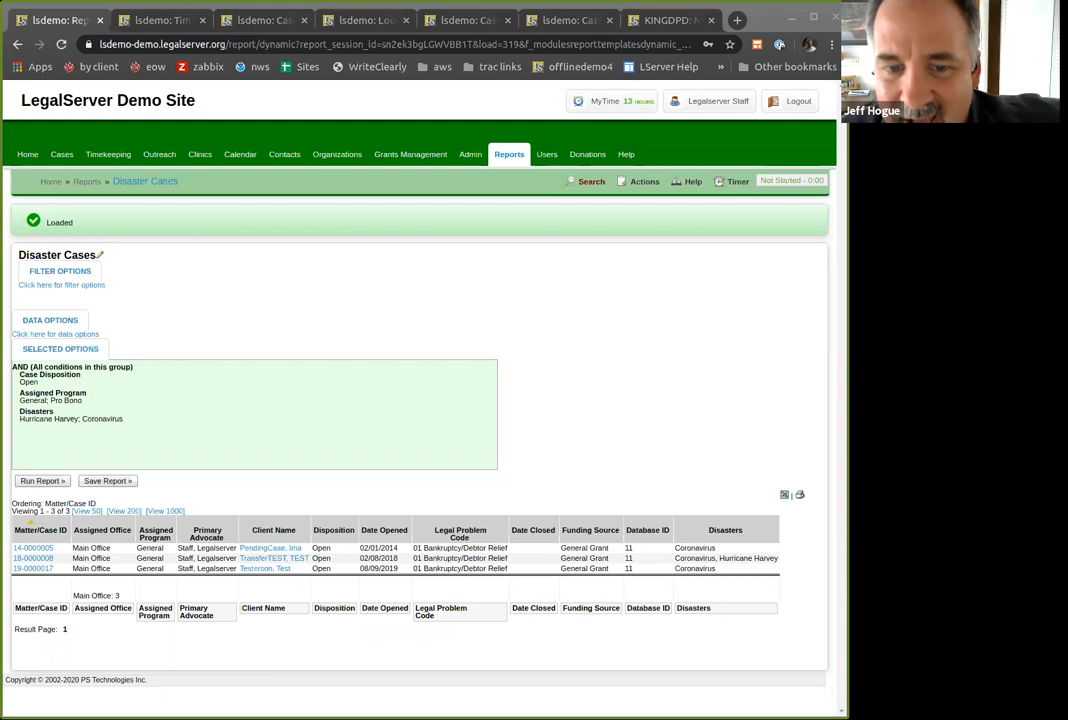 lsdemo: Rep
lsdemo: Tim
lsdemo: Cas
lsdemo: Loo
lsdemo: Cas
lsdemo: Cas
KINGDPD: M
lsdemo-demo.legalserver.org/report/dynamic?report_session_id=sn2ek3bgLGWVBB1T&load=319&f_modulesreporttemplatesdynamic_...
Apps
by client
eow
zabbix
nws
Sites
WriteClearly
aws
trac links
offlinedemo4
LServer Help
»
Other bookmarks
Jeff Hogue
LegalServer Demo Site
MyTime 13 HOURS
Legalserver Staff
Logout
Home Cases Timekeeping Outreach Clinics Calendar Contacts Organizations Grants Management Admin Reports Users Donations Help
Home » Reports » Disaster Cases
Search
Actions
Help
Timer
Not Started - 0:00
Loaded
Disaster Cases
FILTER OPTIONS
Click here for filter options
DATA OPTIONS
Click here for data options
SELECTED OPTIONS
AND (All conditions in this group)
Case Disposition
Open
Assigned Program
General; Pro Bono
Disasters
Hurricane Harvey; Coronavirus
Run Report » Save Report »
Ordering: Matter/Case ID
Viewing 1 - 3 of 3 [View 50] [View 200] [View 1000]
Matter/Case ID Assigned Office Assigned Program Primary Advocate Client Name Disposition Date Opened Legal Problem Code Date Closed Funding Source Database ID Disasters
14-0000005 Main Office General Staff, Legalserver PendingCase, Ima Open 02/01/2014 01 Bankruptcy/Debtor Relief General Grant 11 Coronavirus
18-0000008 Main Office General Staff, Legalserver TransferTEST, TEST Open 02/08/2018 01 Bankruptcy/Debtor Relief General Grant 11 Coronavirus, Hurricane Harvey
19-0000017 Main Office General Staff, Legalserver Testerson, Test Open 08/09/2019 01 Bankruptcy/Debtor Relief General Grant 11 Coronavirus
Main Office: 3
Matter/Case ID Assigned Office Assigned Program Primary Advocate Client Name Disposition Date Opened Legal Problem Code Date Closed Funding Source Database ID Disasters
Result Page: 1
Copyright © 2002-2020 PS Technologies Inc.